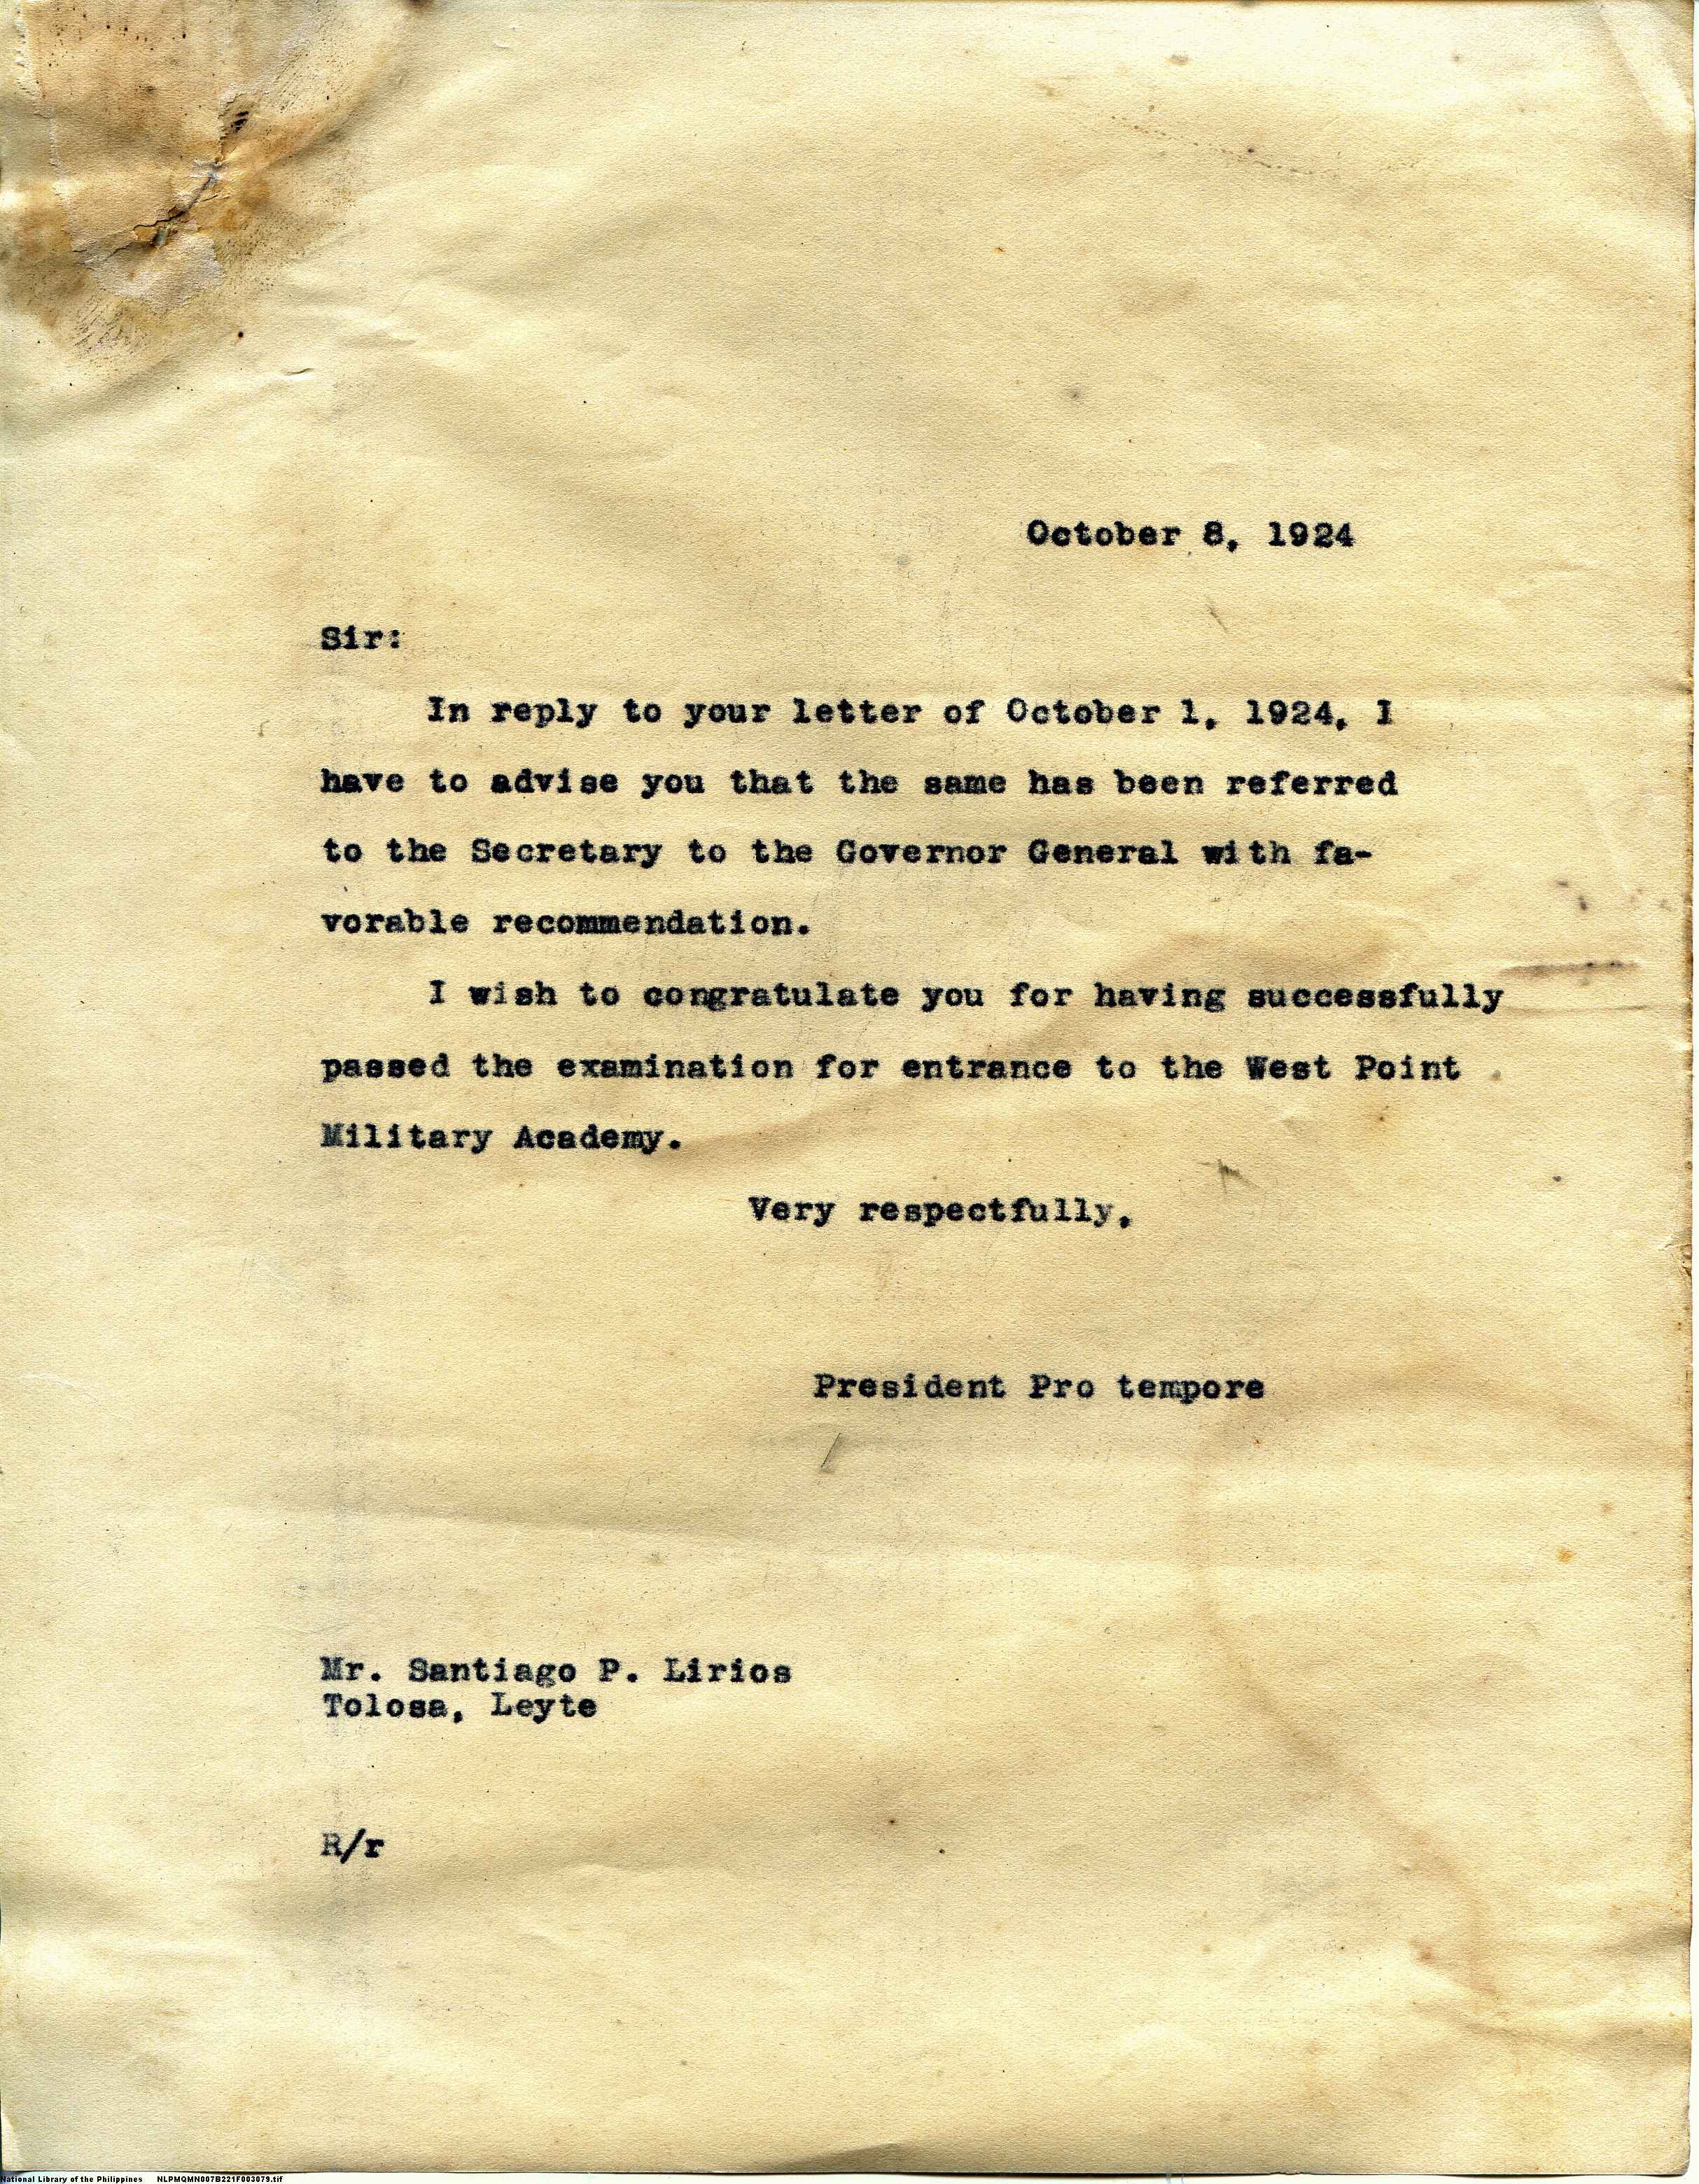 October 8, 1924
Sir:
In reply to your letter of October 1, 1924, I
have to advise you that the same has been referred
to the Secretary to the Governor General with fa-
vorable recommendation.
I wish to congratulate you for having successfully
passed the examination for entrance to the West Point
Military Academy.
Very respectfully,
President Pro tempore
Mr. Santiago P. Lirios
Tolosa, Leyte
R/r
National Library of the Philippines NLPMQMN007B221F003079.tif